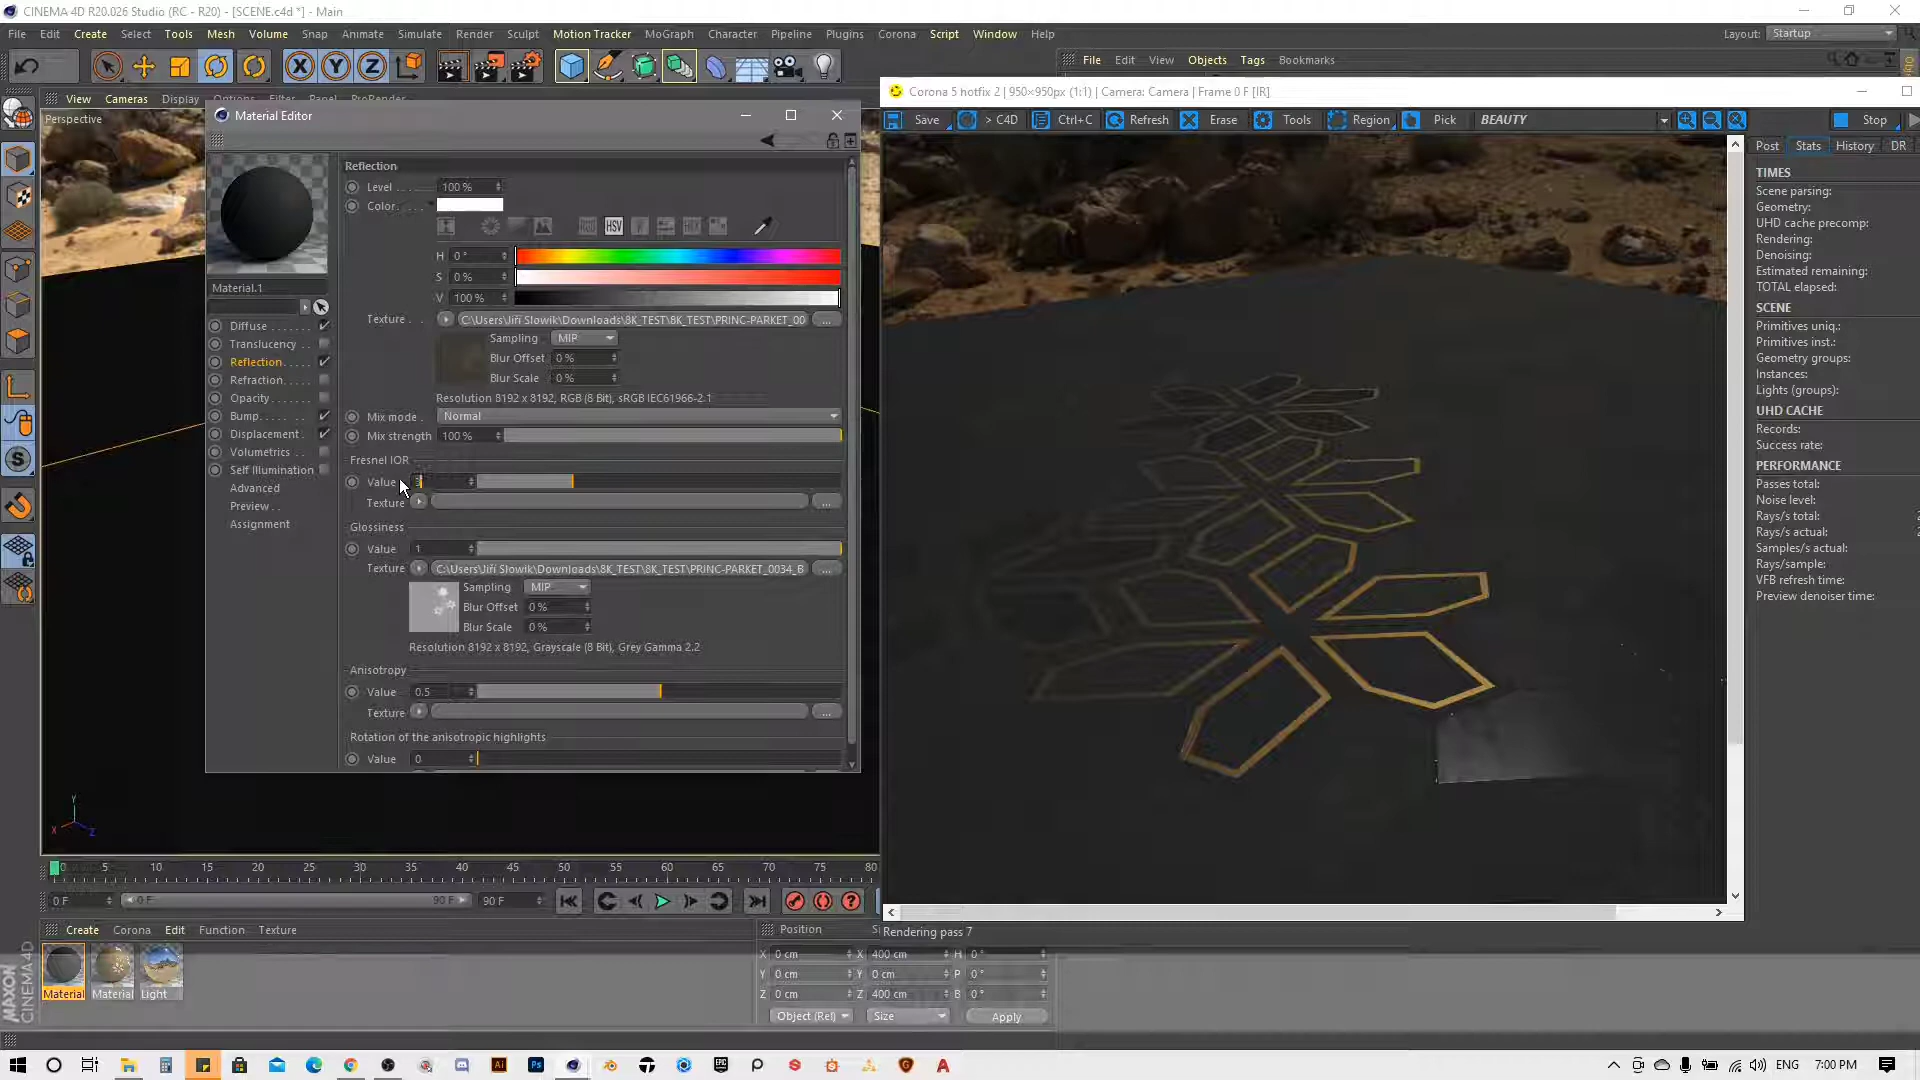 CINEMA 4D R20.026 Studio (RC - R20) - [SCENE.c4d *] - Main
File Edit Create Select Tools Mesh Volume Snap Animate Simulate Render Sculpt Motion Tracker MoGraph Character Pipeline Plugins Corona Script Window Help
Layout: Startup
File Edit View Objects Tags Bookmarks
View Cameras Display Options Filter Panel ProRender
Perspective
Material Editor
Corona 5 hotfix 2 | 950×950px (1:1) | Camera: Camera | Frame 0 F [IR]
Save > C4D Ctrl+C Refresh Erase Tools Region Pick BEAUTY Stop
Post Stats History DR
TIMES
Scene parsing:
Geometry:
UHD cache precomp:
Rendering:
Denoising:
Estimated remaining:
TOTAL elapsed:
SCENE
Primitives uniq.:
Primitives inst.:
Geometry groups:
Instances:
Lights (groups):
UHD CACHE
Records:
Success rate:
PERFORMANCE
Passes total:
Noise level:
Rays/s total:
Rays/s actual:
Samples/s actual:
Rays/sample:
VFB refresh time:
Preview denoiser time:
Material.1
Diffuse
Translucency
Reflection
Refraction
Opacity
Bump
Displacement
Volumetrics
Self Illumination
Advanced
Preview
Assignment
Reflection
Level 100 %
Color
HSV
H 0 °
S 0 %
V 100 %
Texture C:\Users\Jiří Slowik\Downloads\8K_TEST\8K_TEST\PRINC-PARKET_00 ...
Sampling MIP
Blur Offset 0 %
Blur Scale 0 %
Resolution 8192 x 8192, RGB (8 Bit), sRGB IEC61966-2.1
Mix mode Normal
Mix strength 100 %
Fresnel IOR
Value
Texture ...
Glossiness
Value 1
Texture C:\Users\Jiří Slowik\Downloads\8K_TEST\8K_TEST\PRINC-PARKET_0034_B ...
Sampling MIP
Blur Offset 0 %
Blur Scale 0 %
Resolution 8192 x 8192, Grayscale (8 Bit), Grey Gamma 2.2
Anisotropy
Value 0.5
Texture ...
Rotation of the anisotropic highlights
Value 0
Y
X Z
0 5 10 15 20 25 30 35 40 45 50 55 60 65 70 75 80
0 F 0 F 90 F 90 F
Create Corona Edit Function Texture
Material Material Light
Rendering pass 7
Position
X 0 cm X 400 cm H 0 °
Y 0 cm Y 0 cm P 0 °
Z 0 cm Z 400 cm B 0 °
Object (Rel) Size Apply
MAXON CINEMA 4D
ENG 7:00 PM